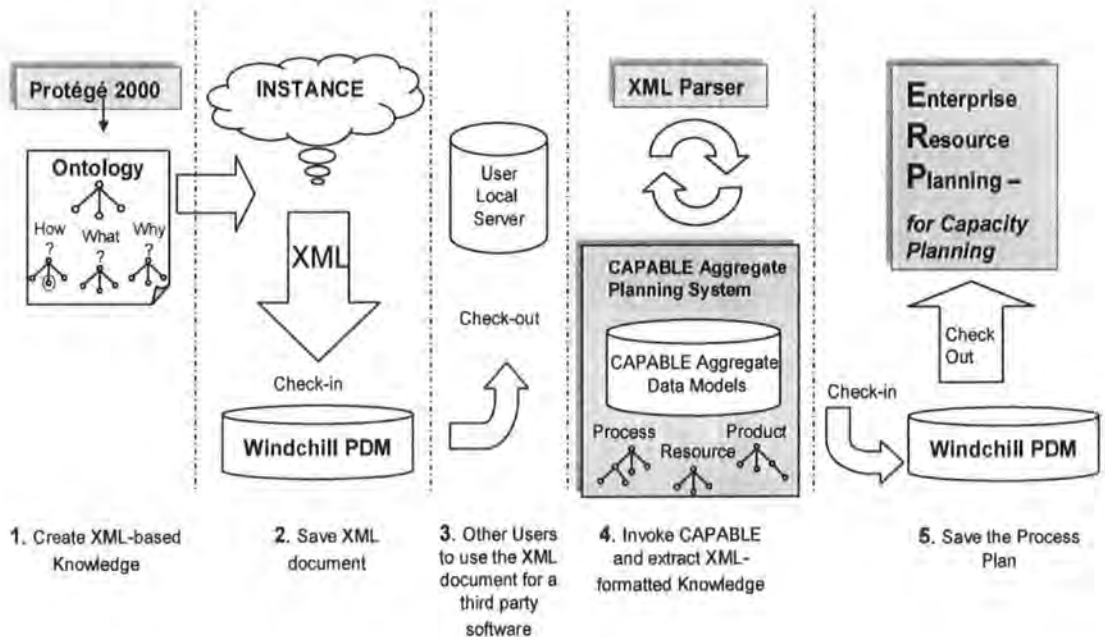 Protégé 2000
Ontology
How
?
What
?
Why
?
INSTANCE
XML
Check-in
Windchill PDM
User
Local
Server
Check-out
XML Parser
CAPABLE Aggregate
Planning System
CAPABLE Aggregate
Data Models
Process
Resource
Product
Enterprise
Resource
Planning –
for Capacity
Planning
Check
Out
Check-in
Windchill PDM
1. Create XML-based
Knowledge
2. Save XML
document
3. Other Users
to use the XML
document for a
third party
software
4. Invoke CAPABLE
and extract XML-
formatted Knowledge
5. Save the Process
Plan